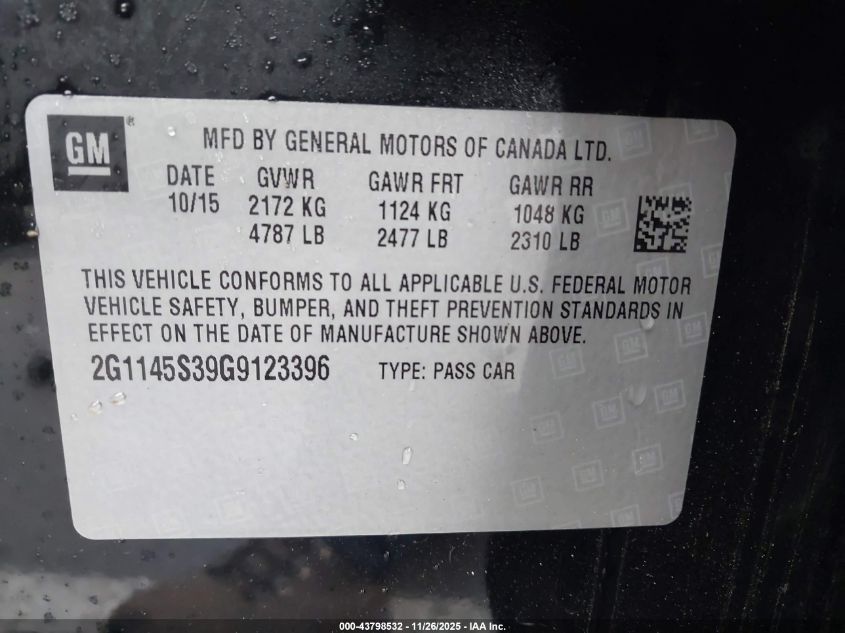 GM ®
MFD BY GENERAL MOTORS OF CANADA LTD.
DATE GVWR GAWR FRT GAWR RR
10/15 2172 KG 1124 KG 1048 KG
4787 LB 2477 LB 2310 LB
THIS VEHICLE CONFORMS TO ALL APPLICABLE U.S. FEDERAL MOTOR
VEHICLE SAFETY, BUMPER, AND THEFT PREVENTION STANDARDS IN
EFFECT ON THE DATE OF MANUFACTURE SHOWN ABOVE.
2G1145S39G9123396 TYPE: PASS CAR
000-43798532 - 11/26/2025 - IAA Inc.